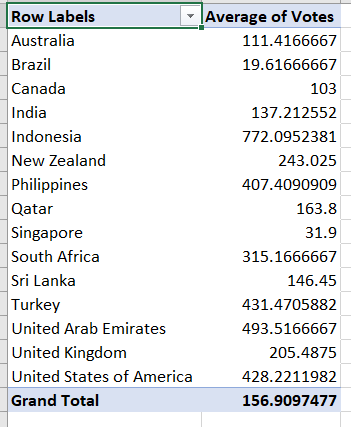 Row Labels Average of Votes
Australia 111.4166667
Brazil 19.61666667
Canada 103
India 137.212552
Indonesia 772.0952381
New Zealand 243.025
Philippines 407.4090909
Qatar 163.8
Singapore 31.9
South Africa 315.1666667
Sri Lanka 146.45
Turkey 431.4705882
United Arab Emirates 493.5166667
United Kingdom 205.4875
United States of America 428.2211982
Grand Total 156.9097477